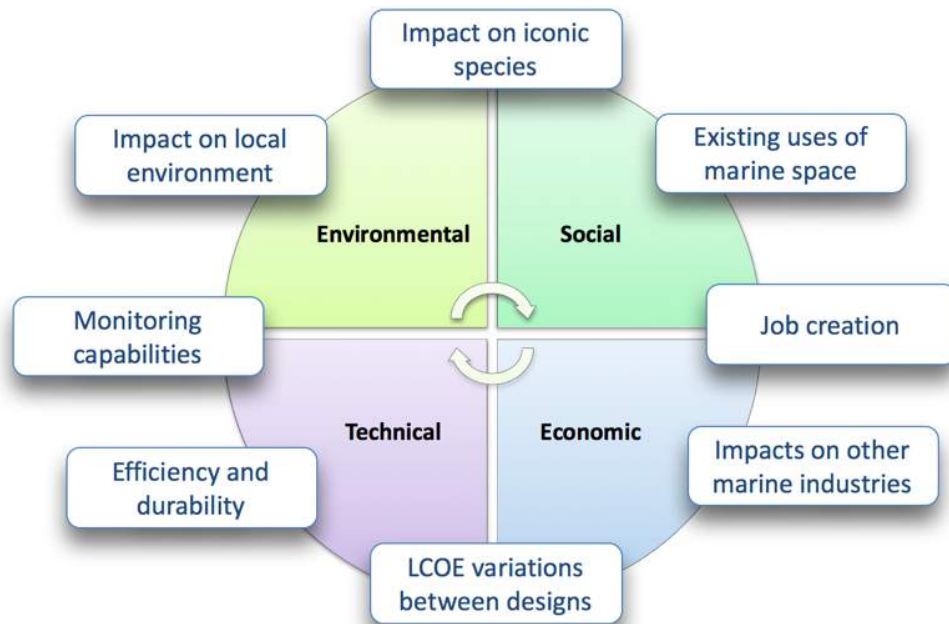 Impact on iconic
species
Impact on local
environment
Existing uses of
marine space
Environmental
Social
Monitoring
capabilities
Job creation
Technical
Economic
Efficiency and
durability
Impacts on other
marine industries
LCOE variations
between designs